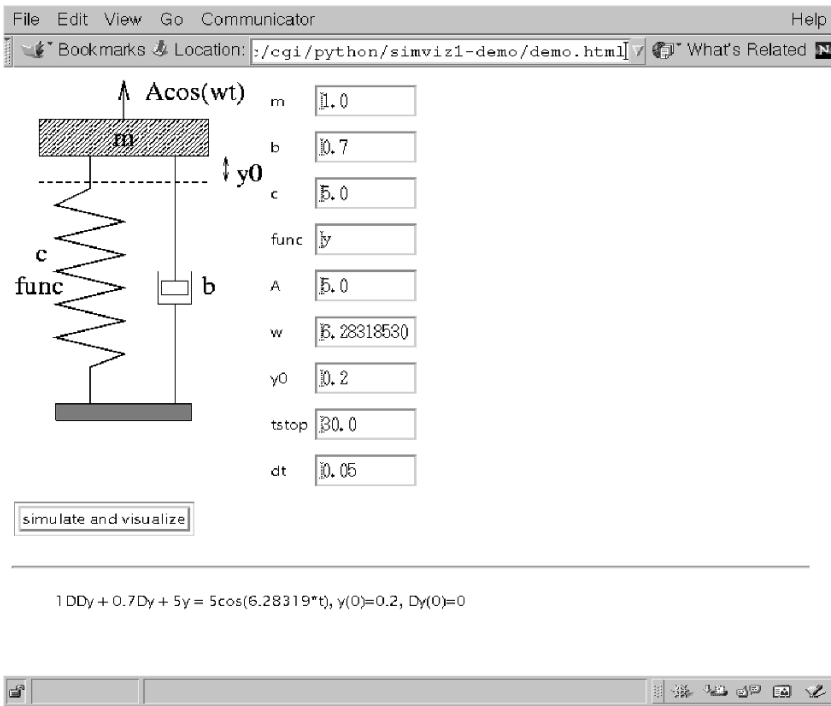 File Edit View Go Communicator Help
Bookmarks Location: :/cgi/python/simviz1-demo/demo.html What's Related N
Acos(wt)
m
y0
c
func
b
m 1.0
b 0.7
c 5.0
func y
A 5.0
w 6.28318530
y0 0.2
tstop 30.0
dt 0.05
simulate and visualize
1DDy + 0.7Dy + 5y = 5cos(6.28319*t), y(0)=0.2, Dy(0)=0